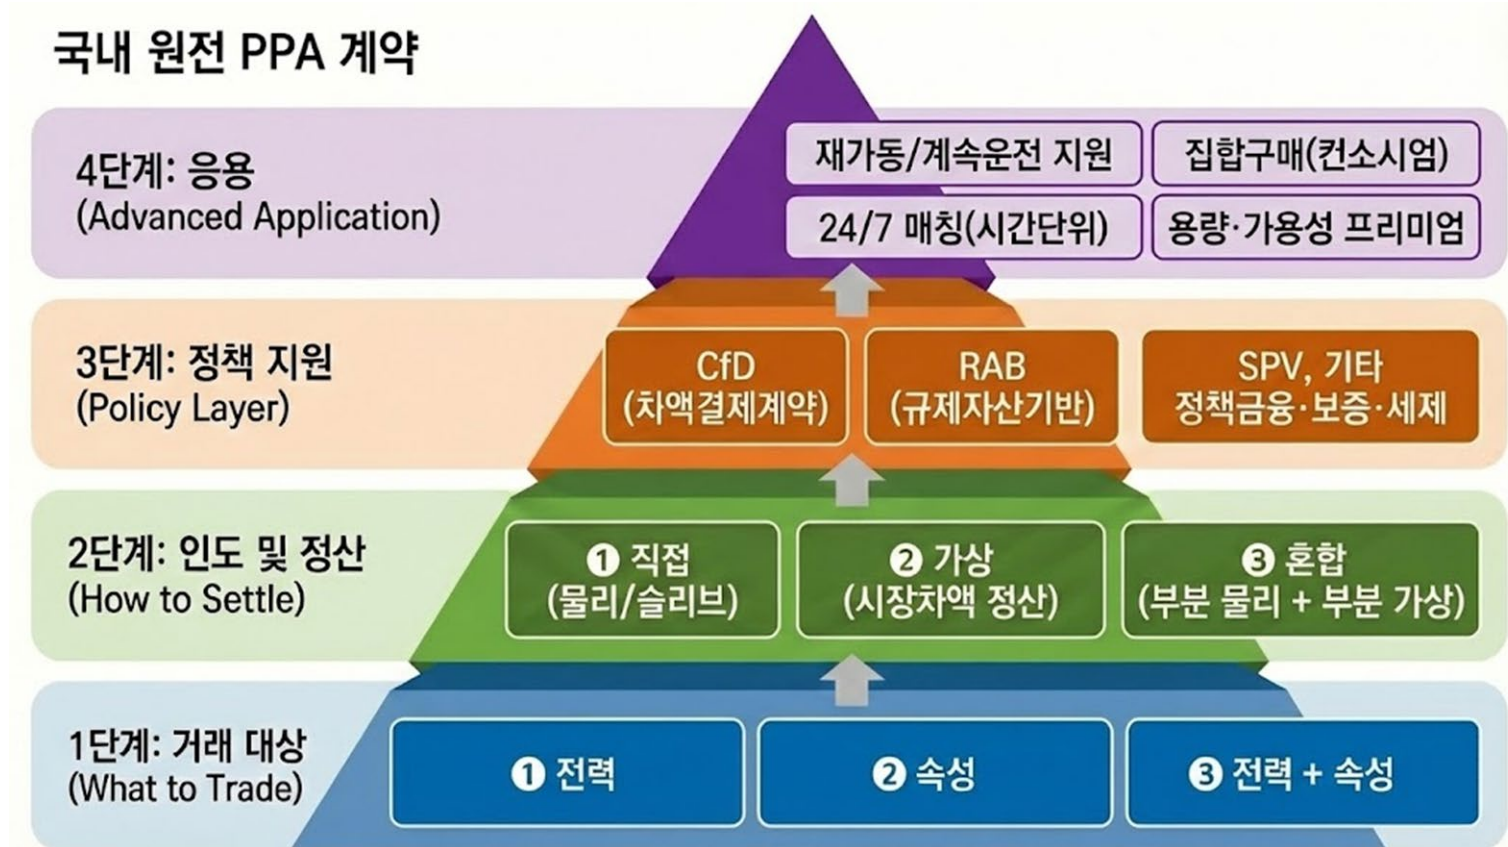 국내 원전 PPA 계약
4단계: 응용
(Advanced Application)
재가동/계속운전 지원
집합구매(컨소시엄)
24/7 매칭(시간단위)
용량·가용성 프리미엄
3단계: 정책 지원
(Policy Layer)
CfD
(차액결제계약)
RAB
(규제자산기반)
SPV, 기타
정책금융·보증·세제
2단계: 인도 및 정산
(How to Settle)
❶ 직접
(물리/슬리브)
❷ 가상
(시장차액 정산)
❸ 혼합
(부분 물리 + 부분 가상)
1단계: 거래 대상
(What to Trade)
❶ 전력
❷ 속성
❸ 전력 + 속성